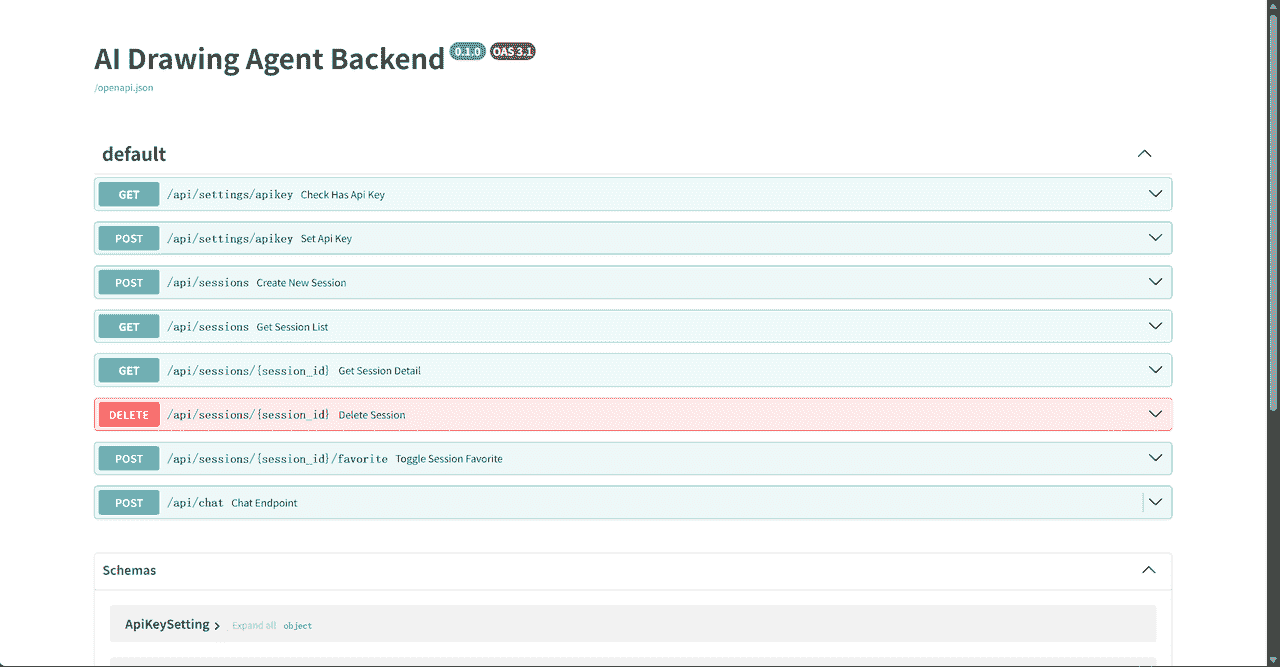 AI Drawing Agent Backend 0.1.0 OAS 3.1
/openapi.json
default
GET /api/settings/apikey Check Has Api Key
POST /api/settings/apikey Set Api Key
POST /api/sessions Create New Session
GET /api/sessions Get Session List
GET /api/sessions/{session_id} Get Session Detail
DELETE /api/sessions/{session_id} Delete Session
POST /api/sessions/{session_id}/favorite Toggle Session Favorite
POST /api/chat Chat Endpoint
Schemas
ApiKeySetting Expand all object